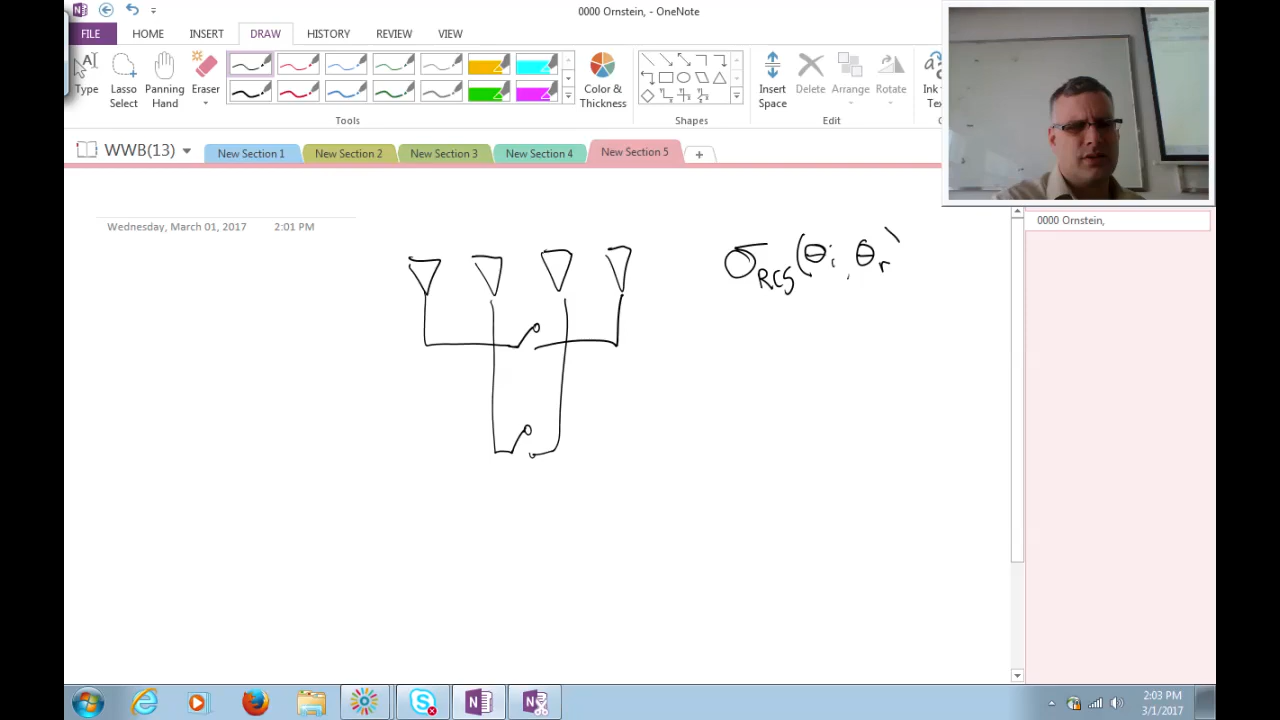 0000 Ornstein, - OneNote
FILE HOME INSERT DRAW HISTORY REVIEW VIEW
Type
Lasso Select
Panning Hand
Eraser
Color & Thickness
Insert Space
Delete
Arrange
Rotate
Ink to Tex
Tools
Shapes
Edit
WWB(13)
New Section 1
New Section 2
New Section 3
New Section 4
New Section 5
0000 Ornstein,
Wednesday, March 01, 2017 2:01 PM
σRCS(θi, θr)
2:03 PM
3/1/2017